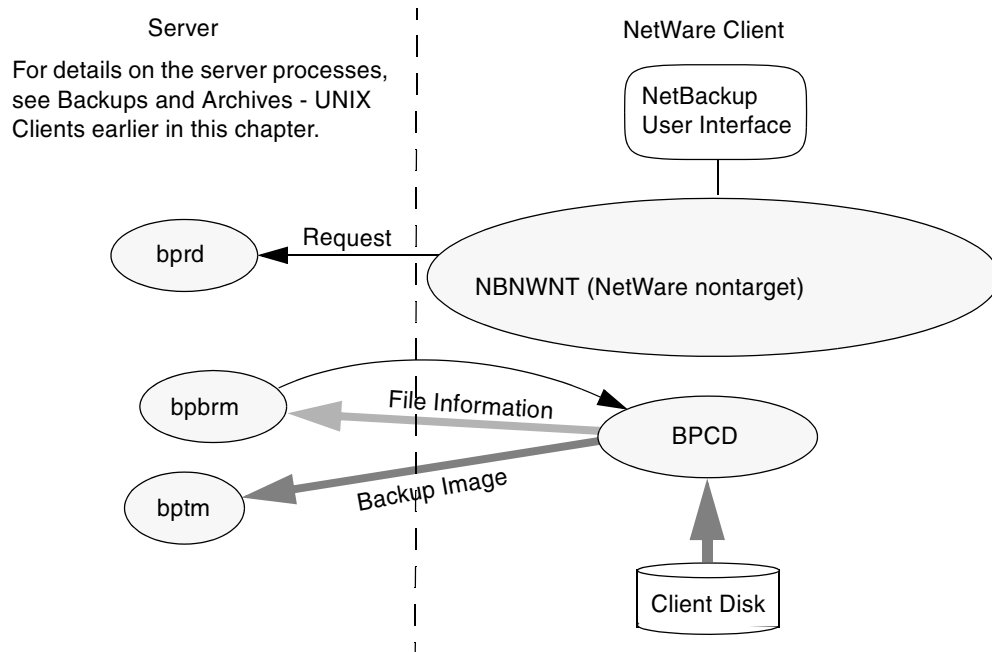 Server
NetWare Client
For details on the server processes,
see Backups and Archives - UNIX
Clients earlier in this chapter.
NetBackup
User Interface
bprd
Request
NBNWNT (NetWare nontarget)
bpbrm
File Information
BPCD
bptm
Backup Image
Client Disk